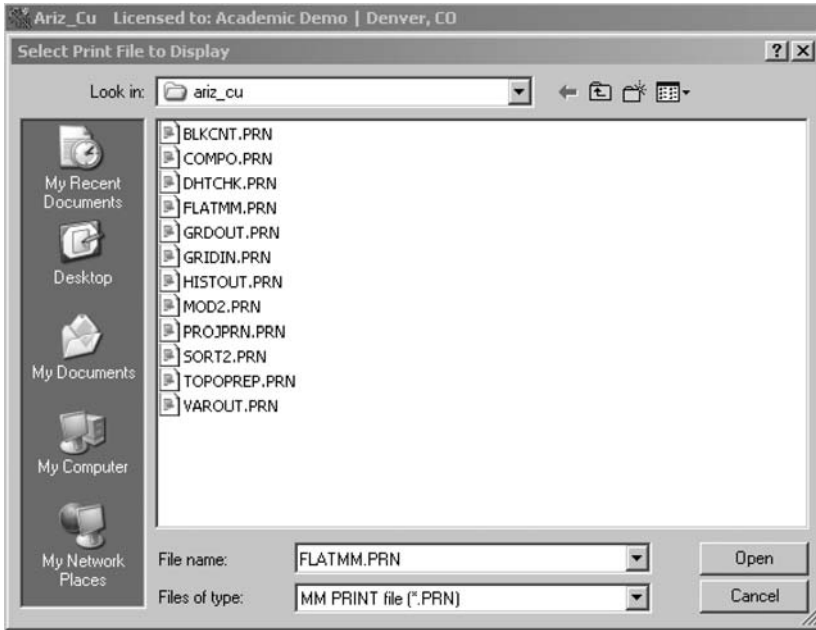 Ariz_Cu Licensed to: Academic Demo | Denver, CO
Select Print File to Display
Look in:
ariz_cu
My Recent
Documents
Desktop
My Documents
My Computer
My Network
Places
BLKCNT.PRN
COMPO.PRN
DHTCHK.PRN
FLATMM.PRN
GRDOUT.PRN
GRIDIN.PRN
HISTOUT.PRN
MOD2.PRN
PROJPRN.PRN
SORT2.PRN
TOPOPREP.PRN
VAROUT.PRN
File name:
FLATMM.PRN
Open
Files of type:
MM PRINT file (*.PRN)
Cancel